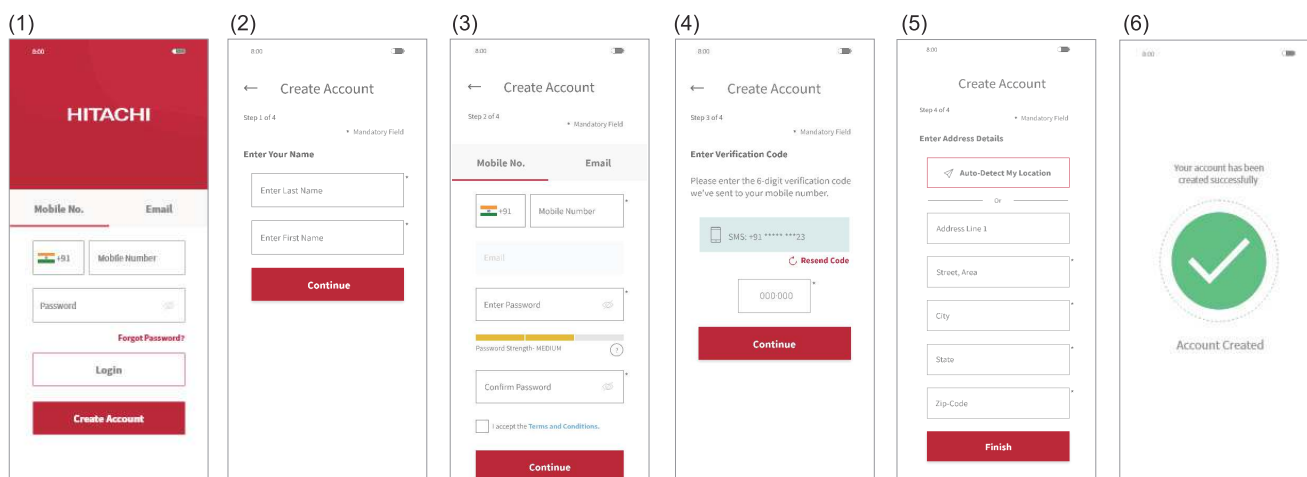 (1)
8:00
HITACHI
Mobile No. Email
+91 Mobile Number
Password
Forgot Password?
Login
Create Account
(2)
8:00
← Create Account
Step 1 of 4
* Mandatory Field
Enter Your Name
Enter Last Name *
Enter First Name *
Continue
(3)
8:00
← Create Account
Step 2 of 4
* Mandatory Field
Mobile No. Email
+91 Mobile Number *
Email
Enter Password *
Password Strength- MEDIUM ?
Confirm Password *
I accept the Terms and Conditions.
Continue
(4)
8:00
← Create Account
Step 3 of 4
* Mandatory Field
Enter Verification Code
Please enter the 6-digit verification code
we've sent to your mobile number.
SMS: +91 ***** ***23
Resend Code
000-000 *
Continue
(5)
8:00
Create Account
Step 4 of 4
* Mandatory Field
Enter Address Details
Auto-Detect My Location
Or
Address Line 1
Street, Area *
City *
State *
Zip-Code *
Finish
(6)
8:00
Your account has been
created successfully
Account Created